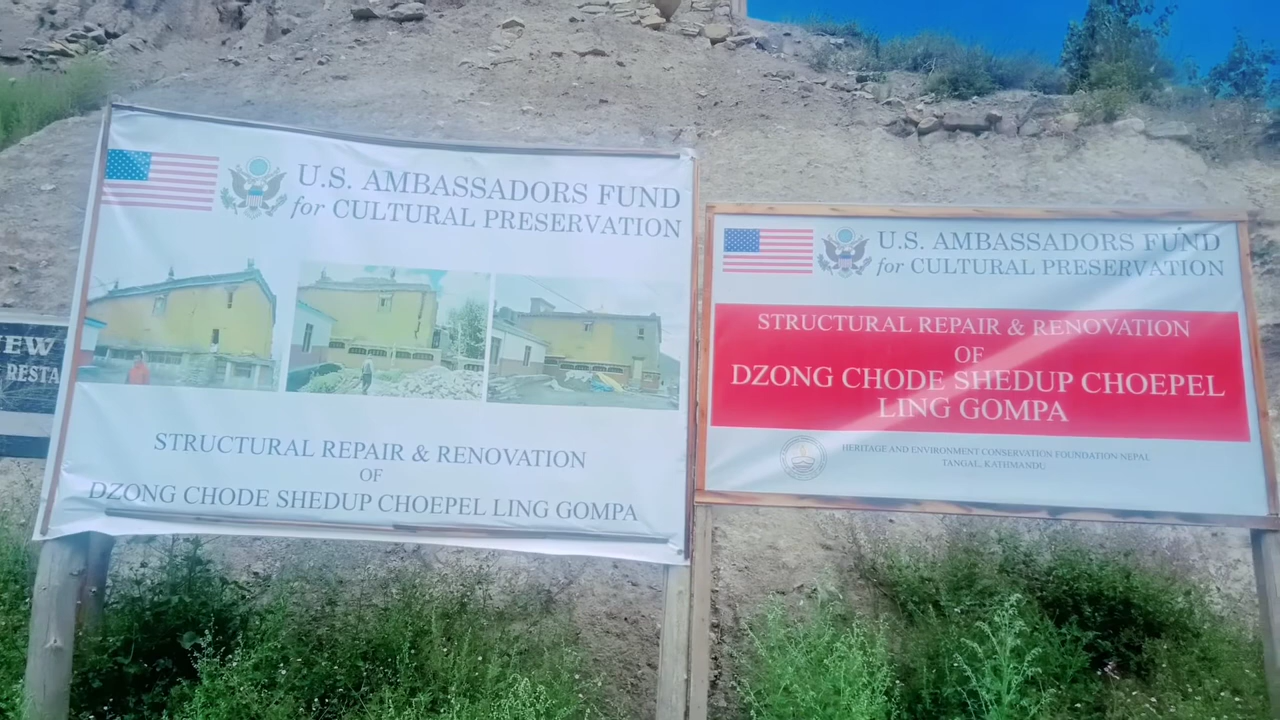 U.S. AMBASSADORS FUND
for CULTURAL PRESERVATION
STRUCTURAL REPAIR & RENOVATION
OF
DZONG CHODE SHEDUP CHOEPEL LING GOMPA
U.S. AMBASSADORS FUND
for CULTURAL PRESERVATION
STRUCTURAL REPAIR & RENOVATION
OF
DZONG CHODE SHEDUP CHOEPEL
LING GOMPA
HERITAGE AND ENVIRONMENT CONSERVATION FOUNDATION NEPAL
TANGAL, KATHMANDU
EW
RESTA